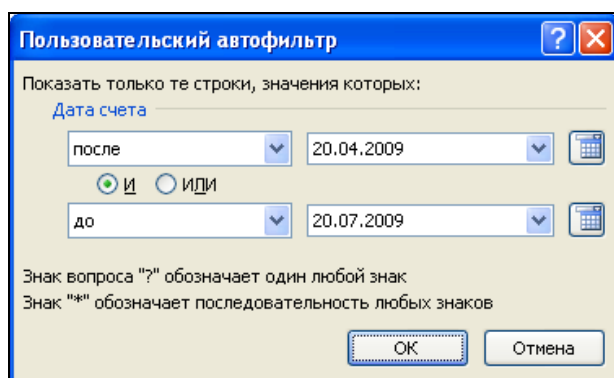 Пользовательский автофильтр
Показать только те строки, значения которых:
Дата счета
после 20.04.2009
И ИЛИ
до 20.07.2009
Знак вопроса "?" обозначает один любой знак
Знак "*" обозначает последовательность любых знаков
ОК Отмена